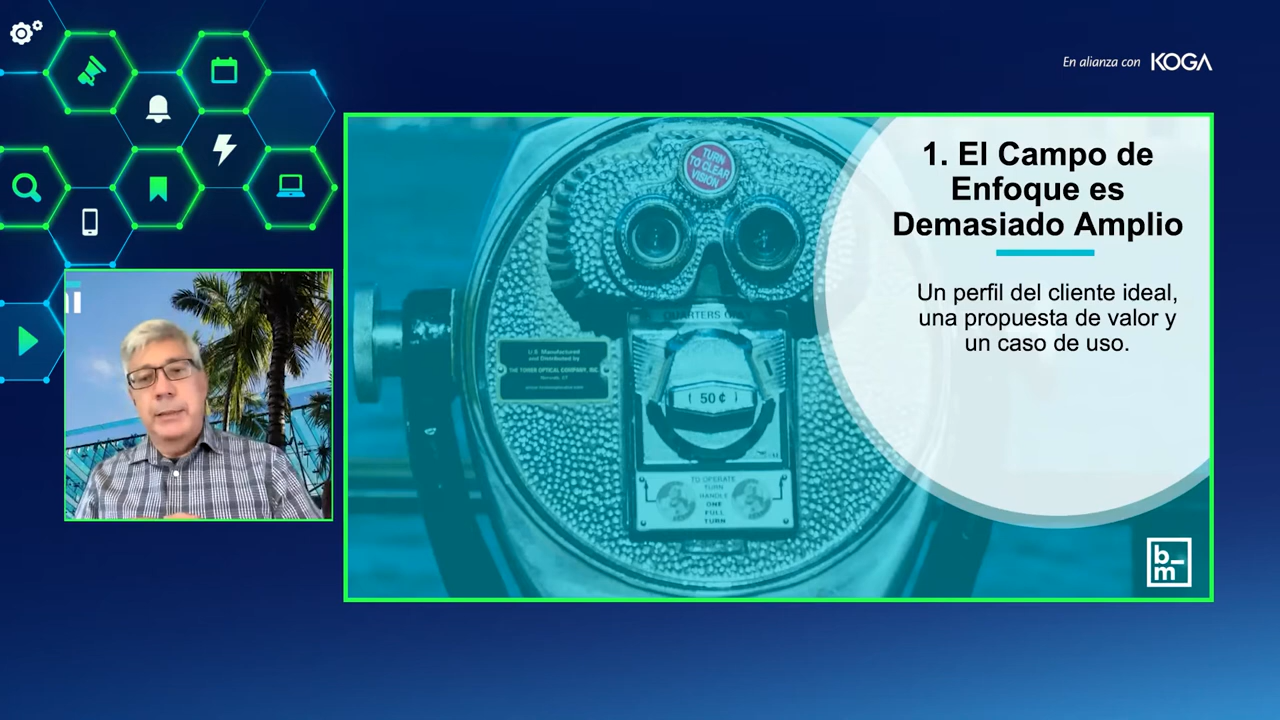 En alianza con KOGA
TURN
TO CLEAR
VISION
1. El Campo de
Enfoque es
Demasiado Amplio
Un perfil del cliente ideal,
una propuesta de valor y
un caso de uso.
QUARTERS ONLY
U S Manufactured
and Distributed by
THE TOWER OPTICAL COMPANY, INC.
50¢
TO OPERATE
TURN
HANDLE
ONE
FULL
TURN
b_
m